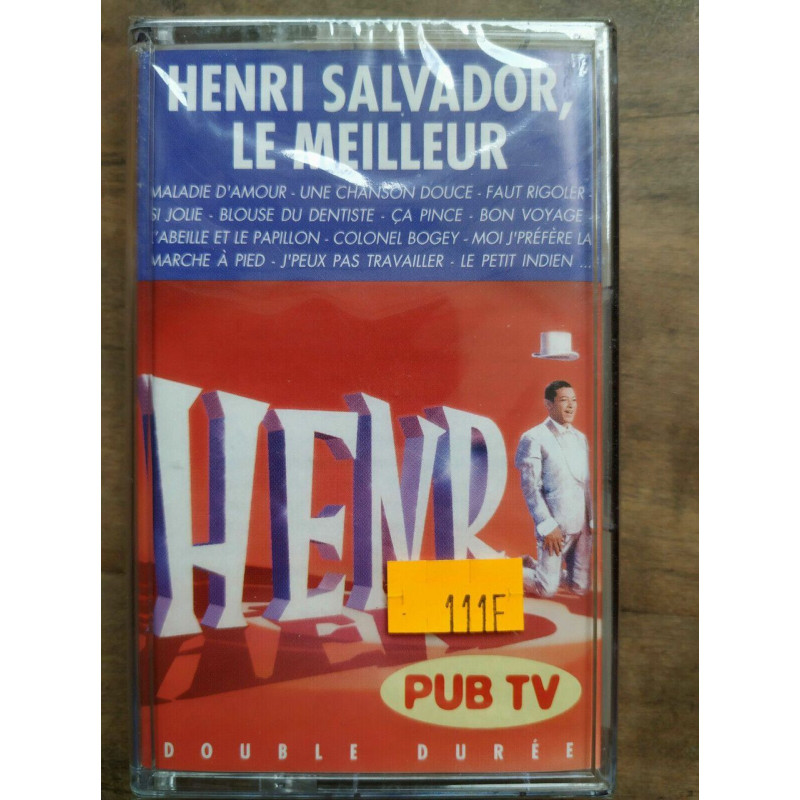 HENRI SALVADOR,
LE MEILLEUR
MALADIE D'AMOUR - UNE CHANSON DOUCE - FAUT RIGOLER -
SI JOLIE - BLOUSE DU DENTISTE - ÇA PINCE - BON VOYAGE -
L'ABEILLE ET LE PAPILLON - COLONEL BOGEY - MOI J'PRÉFÈRE LA
MARCHE À PIED - J'PEUX PAS TRAVAILLER - LE PETIT INDIEN ...
HENR
111F
PUB TV
DOUBLE DURÉE